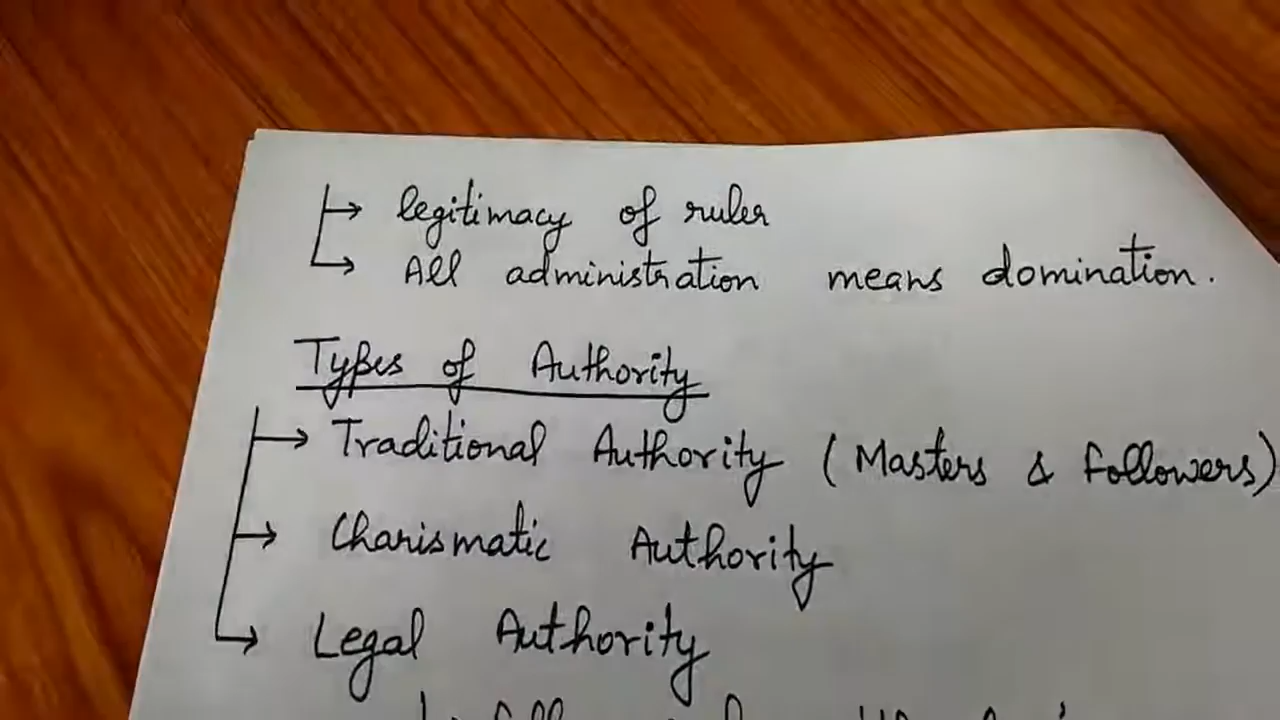 legitimacy of ruler
All administration means domination.
Types of Authority
Traditional Authority (Masters & followers)
Charismatic Authority
Legal Authority